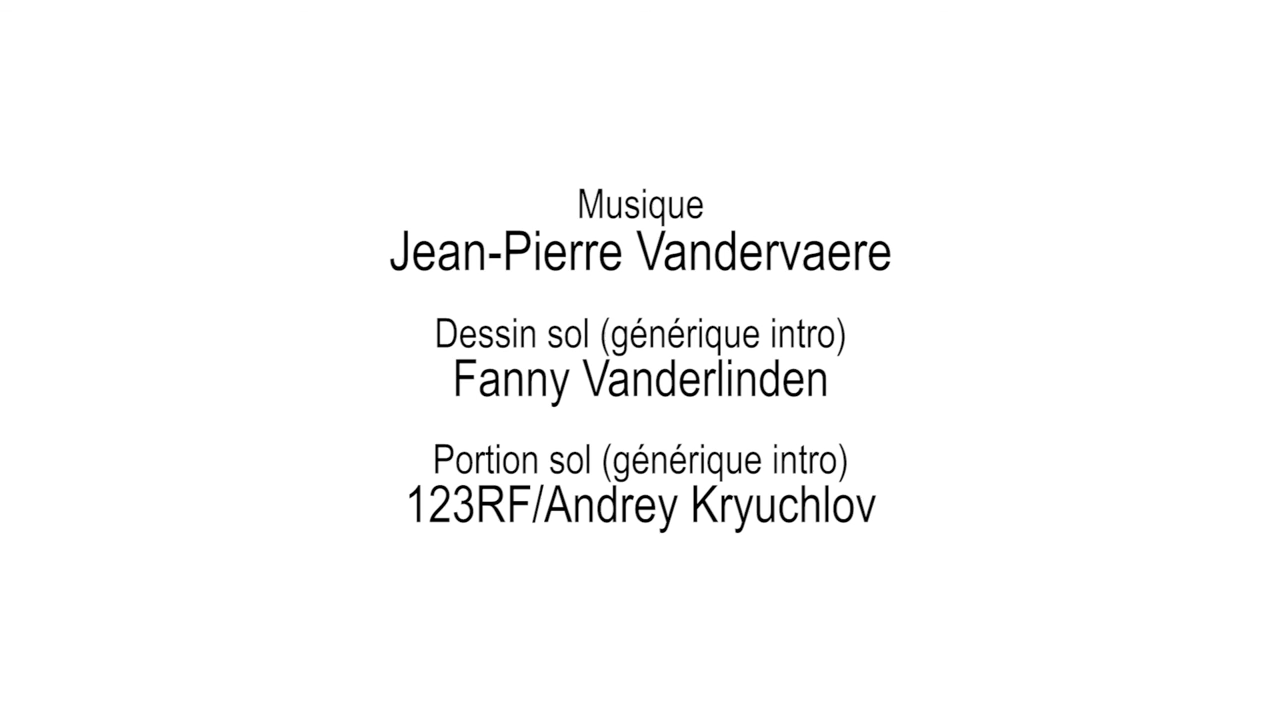 Musique
Jean-Pierre Vandervaere
Dessin sol (générique intro)
Fanny Vanderlinden
Portion sol (générique intro)
123RF/Andrey Kryuchlov